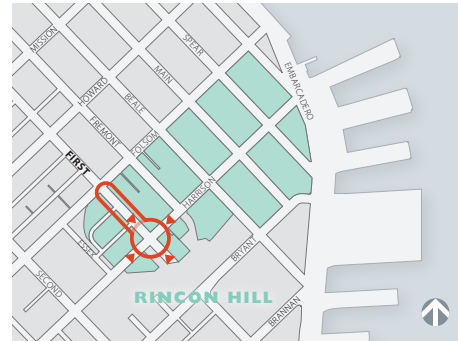 MISSION
SPEAR
EMBARCADERO
MAIN
HOWARD
BEALE
FREMONT
FOLSOM
FIRST
HARRISON
ESSEX
BRYANT
SECOND
RINCON HILL
BRANNAN